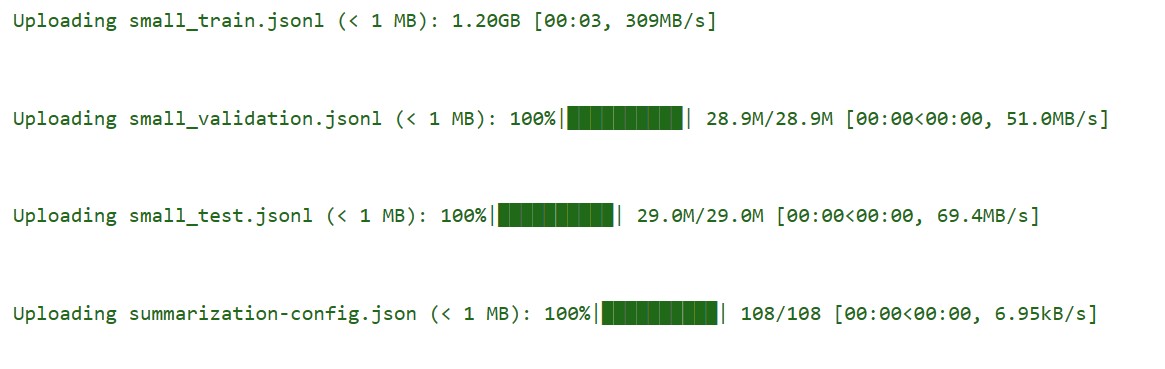 Uploading small_train.jsonl (< 1 MB): 1.20GB [00:03, 309MB/s]
Uploading small_validation.jsonl (< 1 MB): 100%|██████████| 28.9M/28.9M [00:00<00:00, 51.0MB/s]
Uploading small_test.jsonl (< 1 MB): 100%|██████████| 29.0M/29.0M [00:00<00:00, 69.4MB/s]
Uploading summarization-config.json (< 1 MB): 100%|██████████| 108/108 [00:00<00:00, 6.95kB/s]